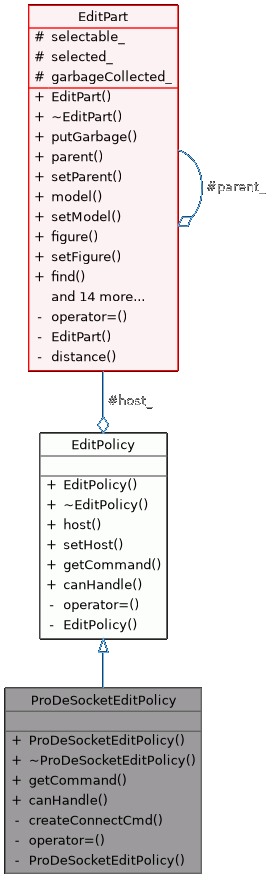 EditPart
# selectable_
# selected_
# garbageCollected_
+ EditPart()
+ ~EditPart()
+ putGarbage()
+ parent()
+ setParent()
+ model()
+ setModel()
+ figure()
+ setFigure()
+ find()
and 14 more...
- operator=()
- EditPart()
- distance()
#parent_
#host_
EditPolicy
+ EditPolicy()
+ ~EditPolicy()
+ host()
+ setHost()
+ getCommand()
+ canHandle()
- operator=()
- EditPolicy()
ProDeSocketEditPolicy
+ ProDeSocketEditPolicy()
+ ~ProDeSocketEditPolicy()
+ getCommand()
+ canHandle()
- createConnectCmd()
- operator=()
- ProDeSocketEditPolicy()